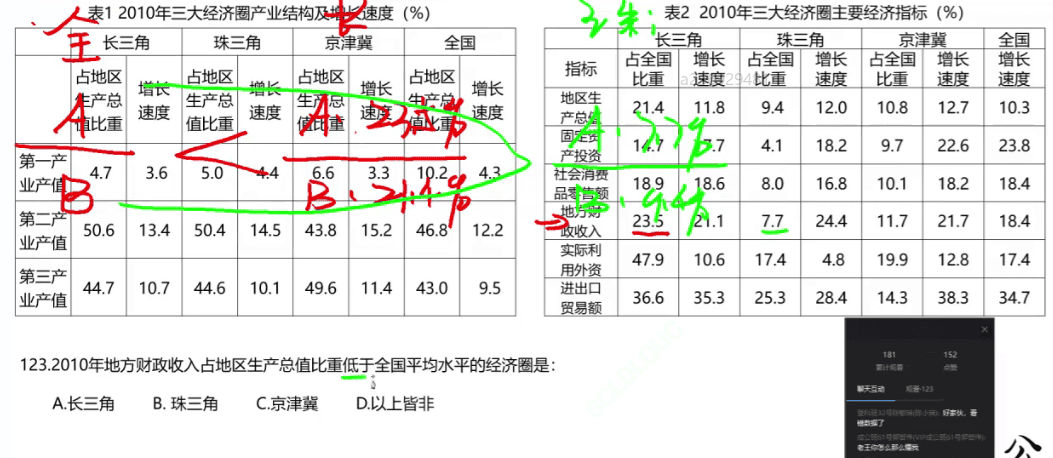 表1 2010年三大经济圈产业结构及增长速度（%）
长三角 珠三角 京津冀 全国
占地区生产总值比重 增长速度 占地区生产总值比重 增长速度 占地区生产总值比重 增长速度 占地区生产总值比重 增长速度
第一产业产值 4.7 3.6 5.0 4.4 6.6 3.3 10.2 4.3
第二产业产值 50.6 13.4 50.4 14.5 43.8 15.2 46.8 12.2
第三产业产值 44.7 10.7 44.6 10.1 49.6 11.4 43.0 9.5
全
长
A
B
A: 23.5%
B: 21.4%
表2 2010年三大经济圈主要经济指标（%）
指标 长三角 珠三角 京津冀 全国
占全国比重 增长速度 占全国比重 增长速度 占全国比重 增长速度 增长速度
地区生产总值 21.4 11.8 9.4 12.0 10.8 12.7 10.3
固定资产投资 14.7 4.1 18.2 9.7 22.6 23.8
社会消费品零售额 18.9 18.6 8.0 16.8 10.1 18.2 18.4
地方财政收入 23.5 21.1 7.7 24.4 11.7 21.7 18.4
实际利用外资 47.9 10.6 17.4 4.8 19.9 12.8 17.4
进出口贸易额 36.6 35.3 25.3 28.4 14.3 38.3 34.7
A: 7.7%
B: 9.4%
123.2010年地方财政收入占地区生产总值比重低于全国平均水平的经济圈是：
A.长三角 B. 珠三角 C.京津冀 D.以上皆非
181 152
累计观看 点赞
聊天互动 观看·123
好家伙，看错数据了
老王你怎么那么懂我
公